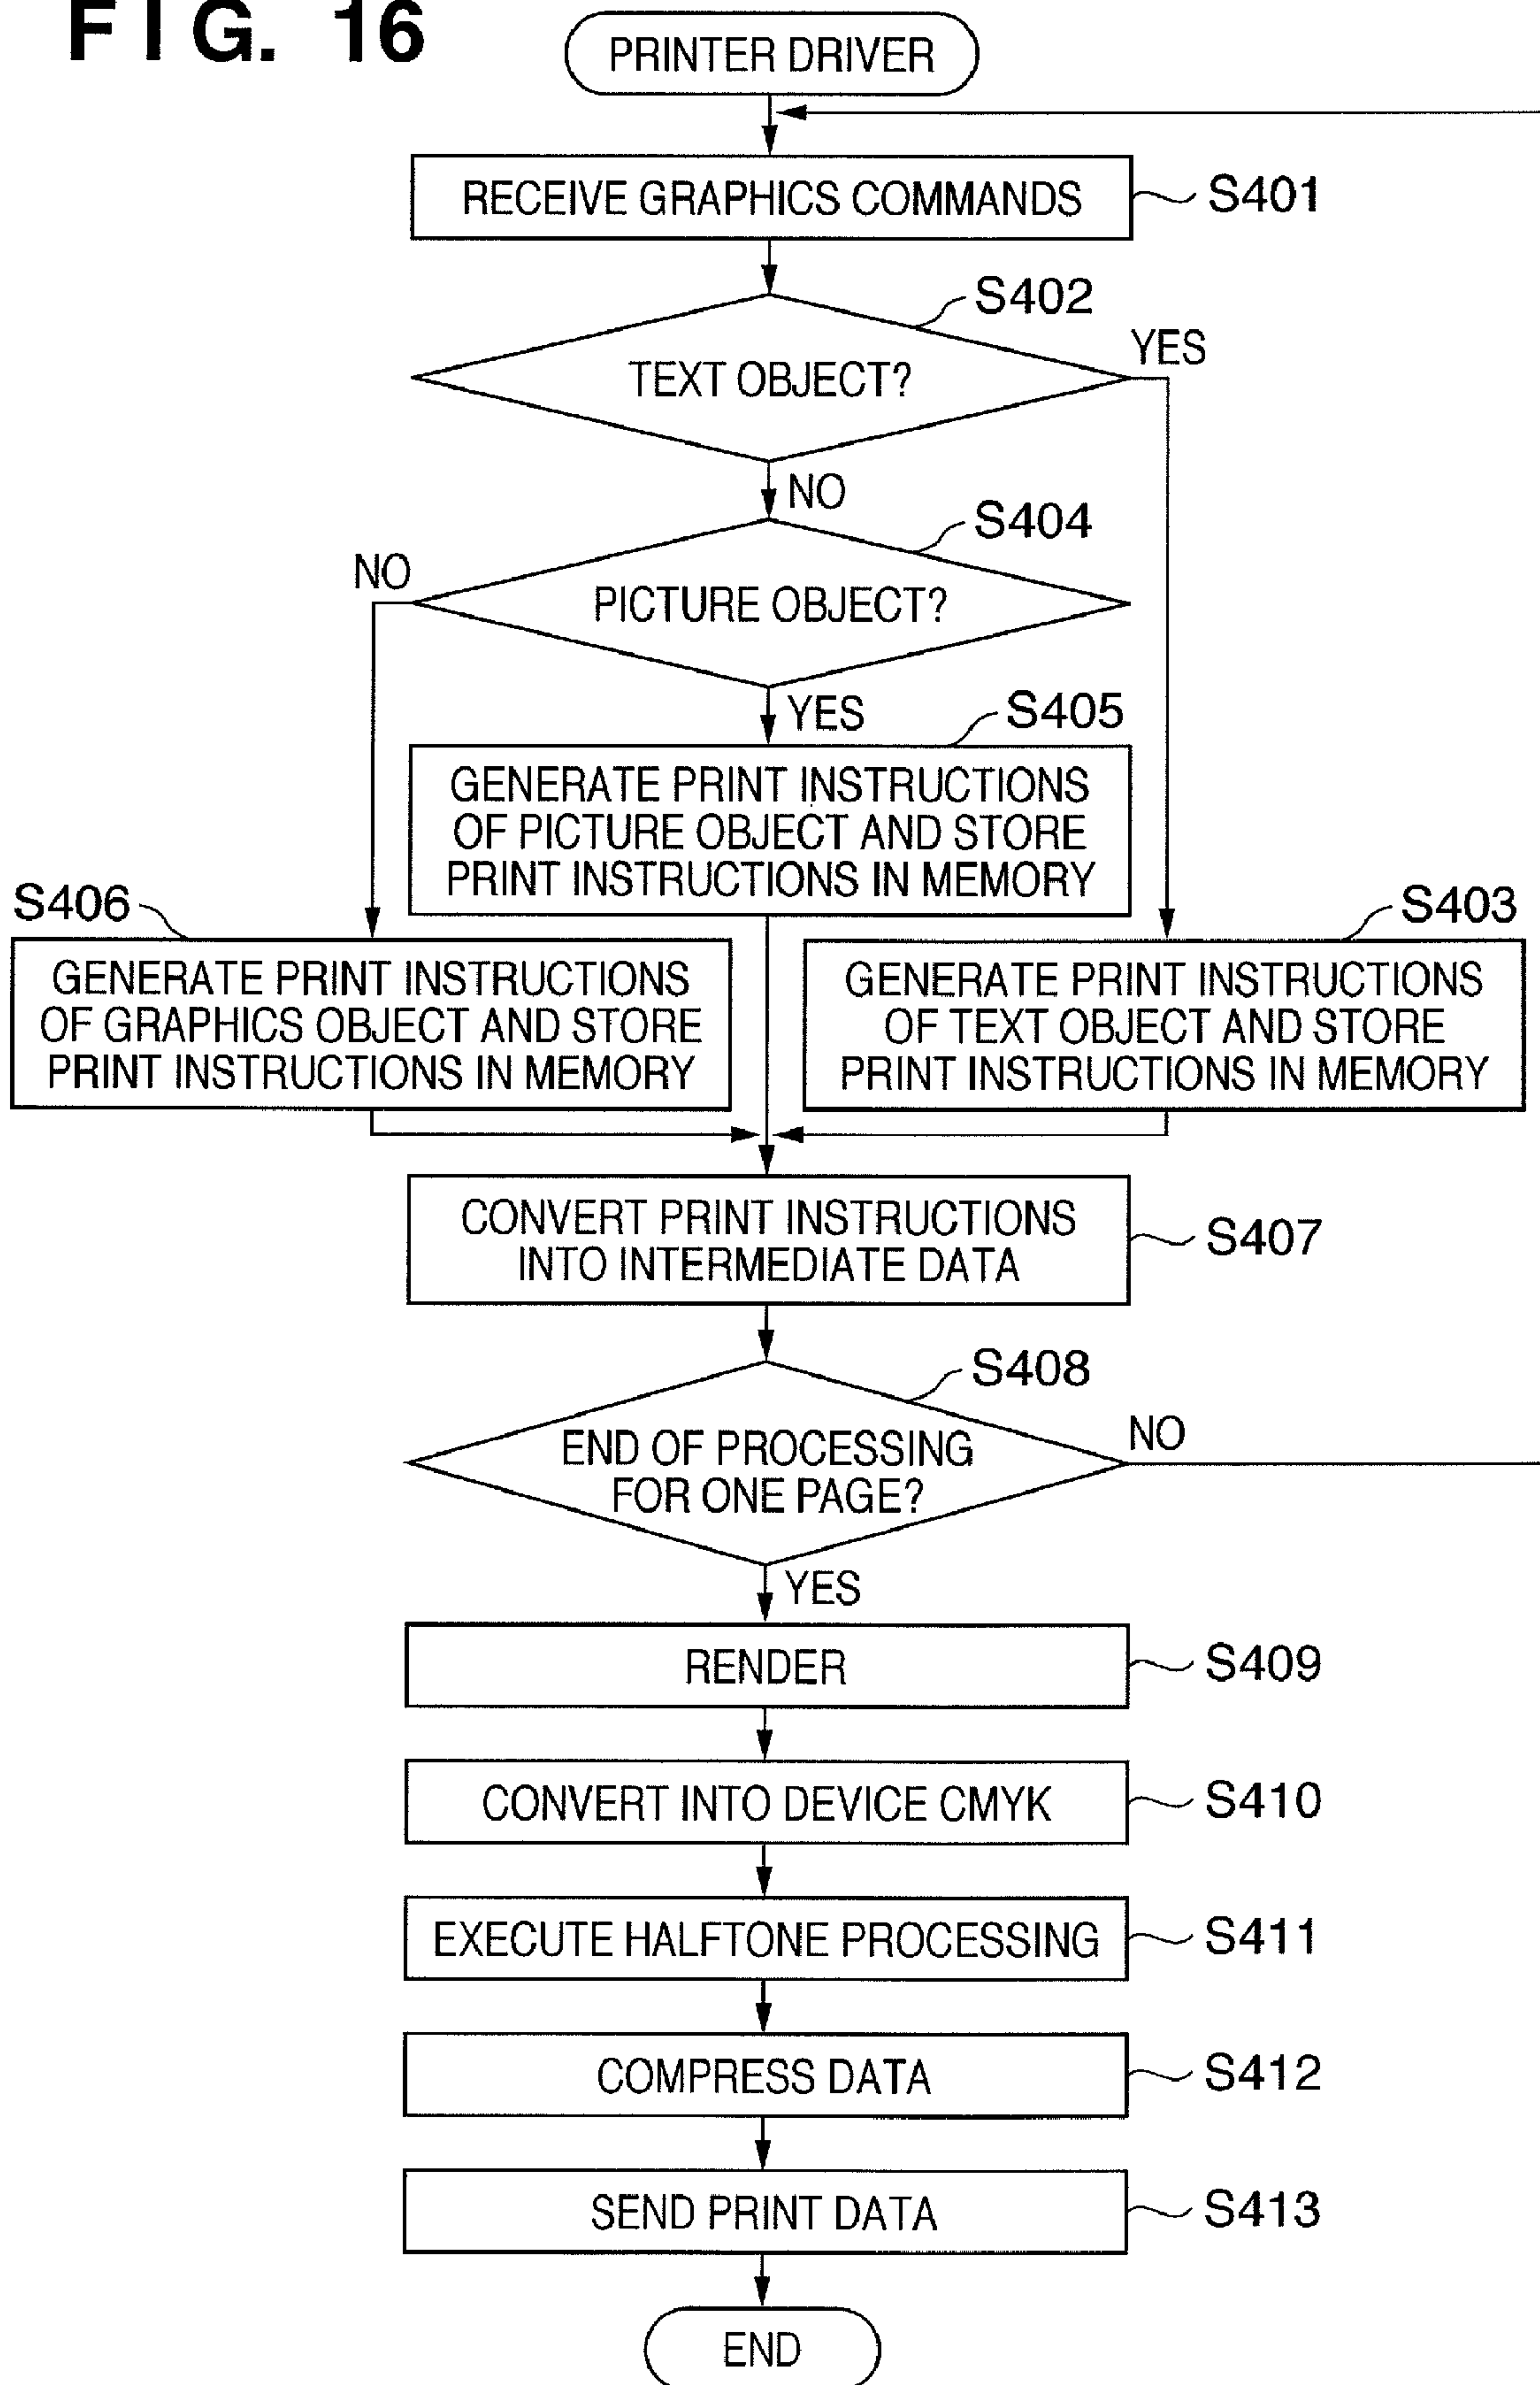 FIG. 16
PRINTER DRIVER
RECEIVE GRAPHICS COMMANDS
S401
S402
TEXT OBJECT?
YES
NO
S404
NO
PICTURE OBJECT?
YES
S405
GENERATE PRINT INSTRUCTIONS
OF PICTURE OBJECT AND STORE
PRINT INSTRUCTIONS IN MEMORY
S406
GENERATE PRINT INSTRUCTIONS
OF GRAPHICS OBJECT AND STORE
PRINT INSTRUCTIONS IN MEMORY
S403
GENERATE PRINT INSTRUCTIONS
OF TEXT OBJECT AND STORE
PRINT INSTRUCTIONS IN MEMORY
CONVERT PRINT INSTRUCTIONS
INTO INTERMEDIATE DATA
S407
S408
END OF PROCESSING
FOR ONE PAGE?
NO
YES
RENDER
S409
CONVERT INTO DEVICE CMYK
S410
EXECUTE HALFTONE PROCESSING
S411
COMPRESS DATA
S412
SEND PRINT DATA
S413
END